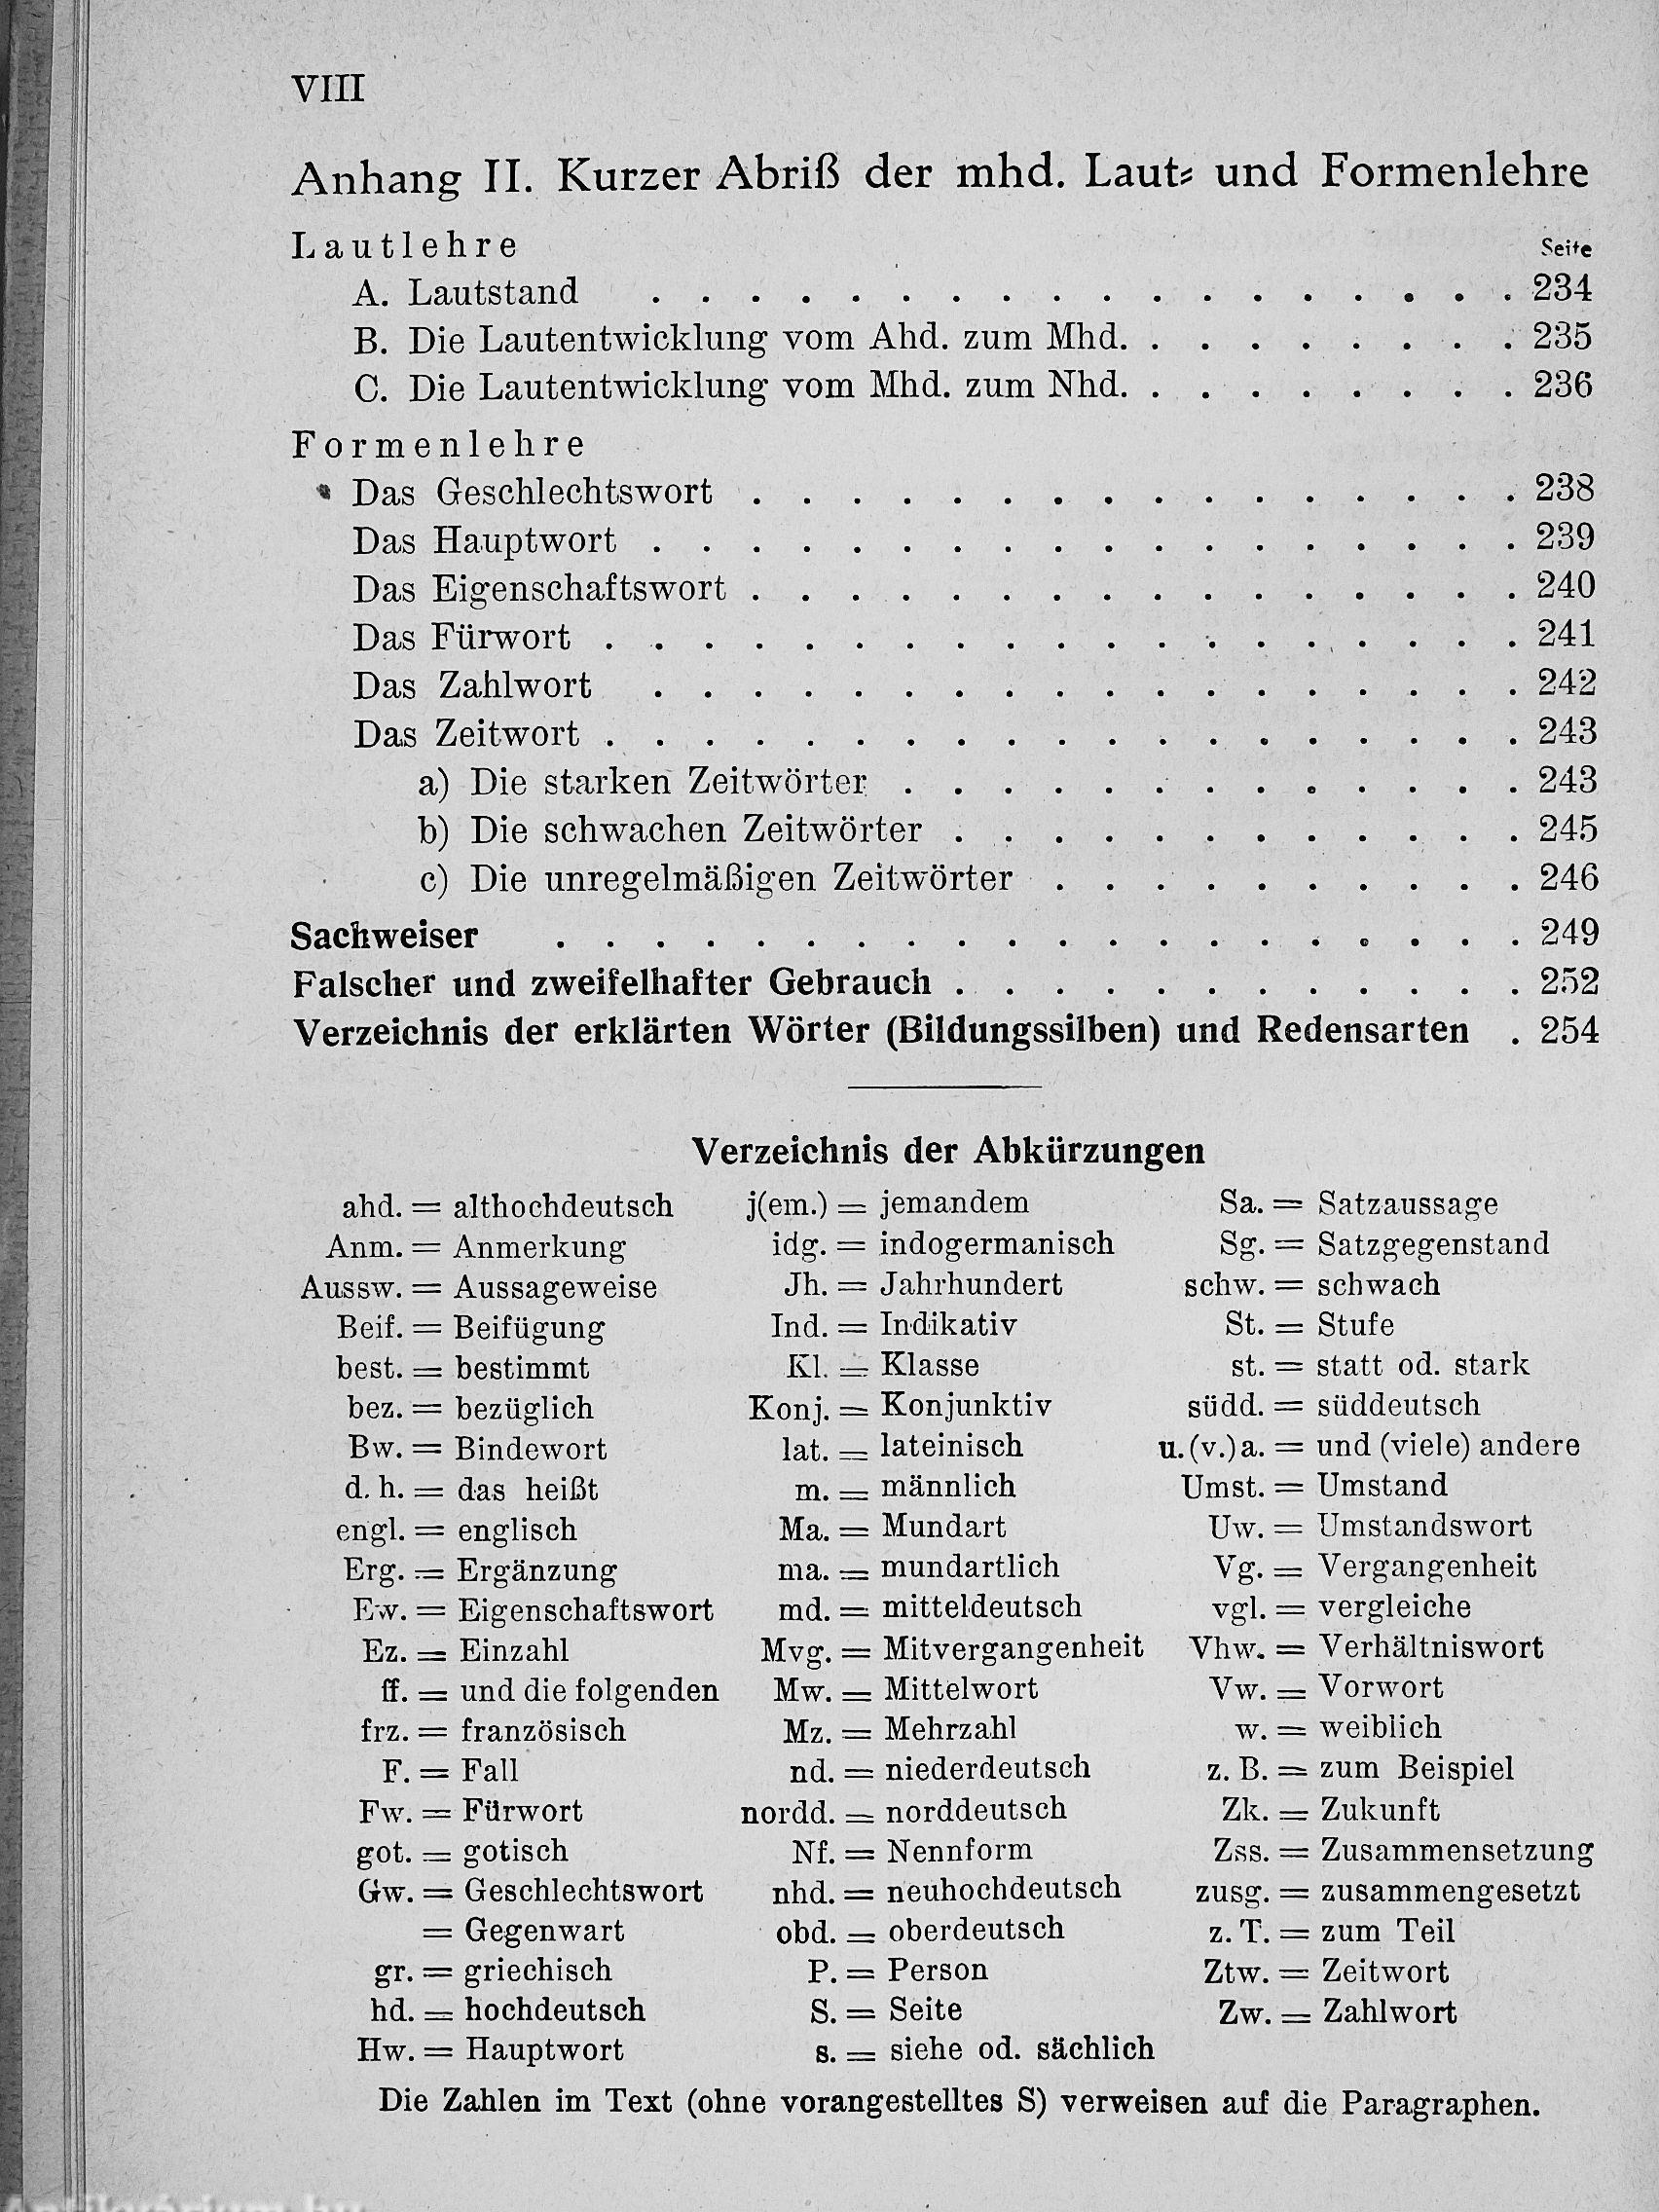 VIII
Anhang II. Kurzer Abriß der mhd. Laut- und Formenlehre
Lautlehre Seite
A. Lautstand . . . . . . . . . . . . . . . . . . 234
B. Die Lautentwicklung vom Ahd. zum Mhd. . . . . . . . . 235
C. Die Lautentwicklung vom Mhd. zum Nhd. . . . . . . . . 236
Formenlehre
Das Geschlechtswort . . . . . . . . . . . . . . . . 238
Das Hauptwort . . . . . . . . . . . . . . . . . . 239
Das Eigenschaftswort . . . . . . . . . . . . . . . . 240
Das Fürwort . . . . . . . . . . . . . . . . . . . 241
Das Zahlwort . . . . . . . . . . . . . . . . . . 242
Das Zeitwort . . . . . . . . . . . . . . . . . . . 243
a) Die starken Zeitwörter . . . . . . . . . . . . . 243
b) Die schwachen Zeitwörter . . . . . . . . . . . . 245
c) Die unregelmäßigen Zeitwörter . . . . . . . . . . 246
Sachweiser . . . . . . . . . . . . . . . . . . . . 249
Falscher und zweifelhafter Gebrauch . . . . . . . . . . . . 252
Verzeichnis der erklärten Wörter (Bildungssilben) und Redensarten . 254
Verzeichnis der Abkürzungen
ahd. = althochdeutsch
Anm. = Anmerkung
Aussw. = Aussageweise
Beif. = Beifügung
best. = bestimmt
bez. = bezüglich
Bw. = Bindewort
d. h. = das heißt
engl. = englisch
Erg. = Ergänzung
Ew. = Eigenschaftswort
Ez. = Einzahl
ff. = und die folgenden
frz. = französisch
F. = Fall
Fw. = Fürwort
got. = gotisch
Gw. = Geschlechtswort
= Gegenwart
gr. = griechisch
hd. = hochdeutsch
Hw. = Hauptwort
j(em.) = jemandem
idg. = indogermanisch
Jh. = Jahrhundert
Ind. = Indikativ
Kl. = Klasse
Konj. = Konjunktiv
lat. = lateinisch
m. = männlich
Ma. = Mundart
ma. = mundartlich
md. = mitteldeutsch
Mvg. = Mitvergangenheit
Mw. = Mittelwort
Mz. = Mehrzahl
nd. = niederdeutsch
nordd. = norddeutsch
Nf. = Nennform
nhd. = neuhochdeutsch
obd. = oberdeutsch
P. = Person
S. = Seite
s. = siehe od. sächlich
Sa. = Satzaussage
Sg. = Satzgegenstand
schw. = schwach
St. = Stufe
st. = statt od. stark
südd. = süddeutsch
u.(v.)a. = und (viele) andere
Umst. = Umstand
Uw. = Umstandswort
Vg. = Vergangenheit
vgl. = vergleiche
Vhw. = Verhältniswort
Vw. = Vorwort
w. = weiblich
z. B. = zum Beispiel
Zk. = Zukunft
Zss. = Zusammensetzung
zusg. = zusammengesetzt
z. T. = zum Teil
Ztw. = Zeitwort
Zw. = Zahlwort
Die Zahlen im Text (ohne vorangestelltes S) verweisen auf die Paragraphen.